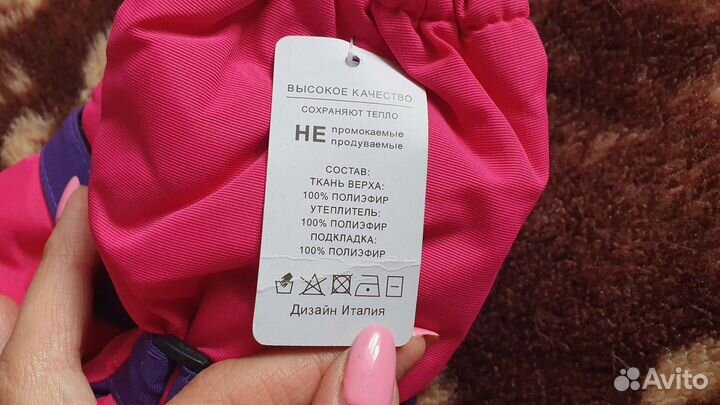 ВЫСОКОЕ КАЧЕСТВО
СОХРАНЯЮТ ТЕПЛО
НЕ промокаемые
продуваемые
СОСТАВ:
ТКАНЬ ВЕРХА:
100% ПОЛИЭФИР
УТЕПЛИТЕЛЬ:
100% ПОЛИЭФИР
ПОДКЛАДКА:
100% ПОЛИЭФИР
Дизайн Италия
Avito